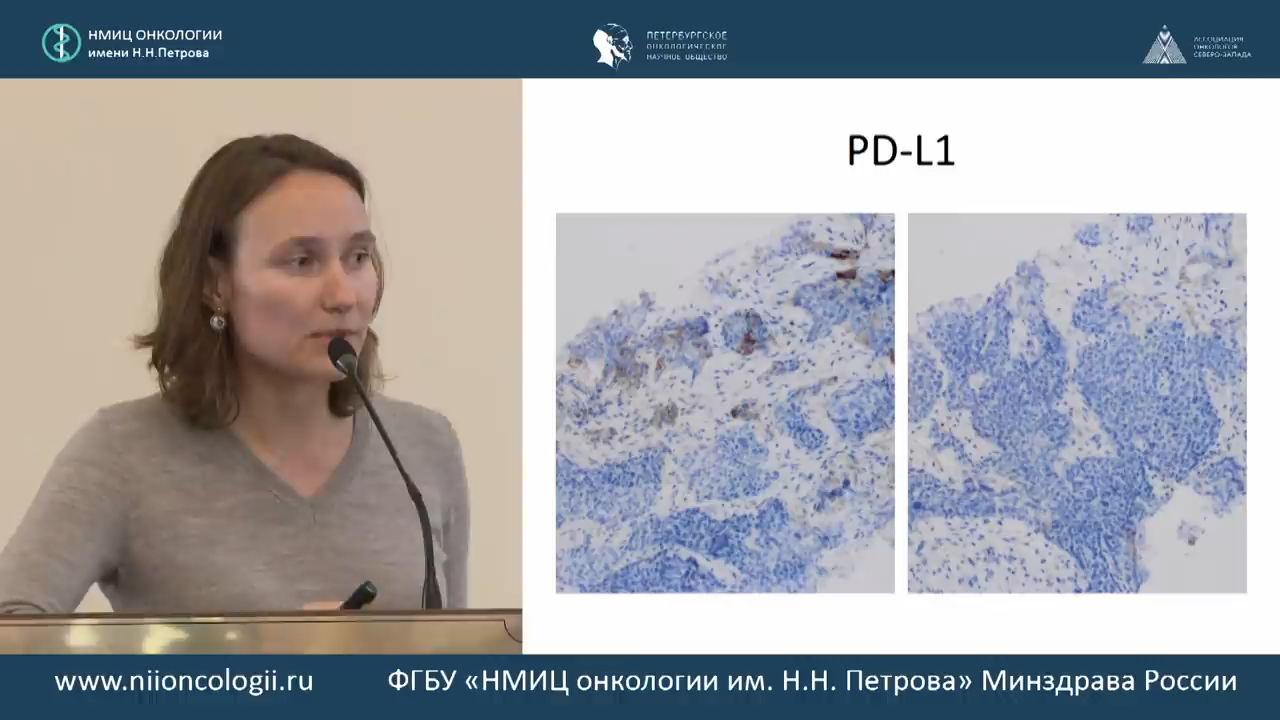 НМИЦ ОНКОЛОГИИ
имени Н.Н.Петрова
ПЕТЕРБУРГСКОЕ
ОНКОЛОГИЧЕСКОЕ
НАУЧНОЕ ОБЩЕСТВО
АССОЦИАЦИЯ
ОНКОЛОГОВ
СЕВЕРО-ЗАПАДА
PD-L1
www.niioncologii.ru
ФГБУ «НМИЦ онкологии им. Н.Н. Петрова» Минздрава России